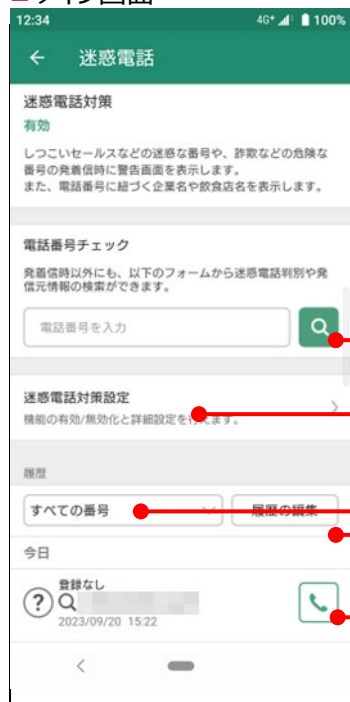 ■メイン画面
12:34 4G+ 100%
← 迷惑電話
迷惑電話対策
有効
しつこいセールスなどの迷惑な番号や、詐欺などの危険な
番号の発着信時に警告画面を表示します。
また、電話番号に紐づく企業名や飲食店名を表示します。
電話番号チェック
発着信時以外にも、以下のフォームから迷惑電話判別や発
信元情報の検索ができます。
電話番号を入力
迷惑電話対策設定
機能の有効/無効化と詳細設定を行えます。
履歴
すべての番号 履歴の編集
今日
登録なし
2023/09/20 15:22